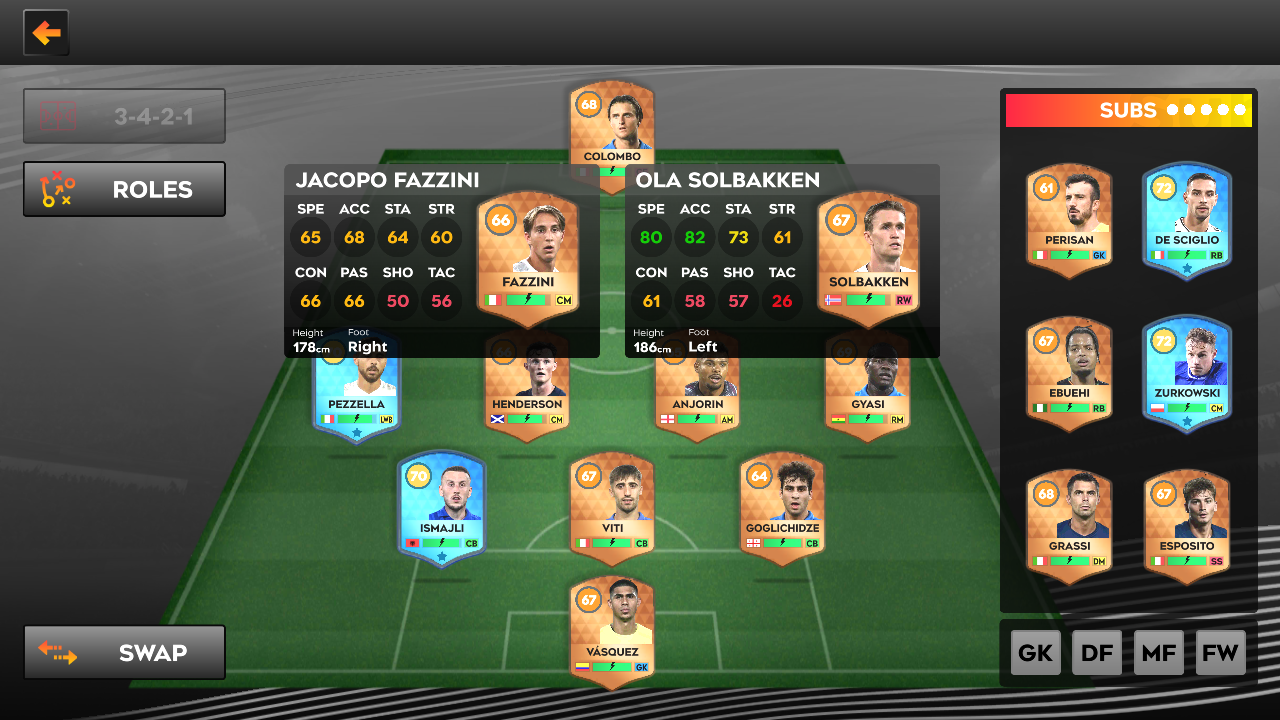 3-4-2-1
ROLES
SWAP
68
COLOMBO
JACOPO FAZZINI
SPE ACC STA STR
65 68 64 60
CON PAS SHO TAC
66 66 50 56
Height Foot
178cm Right
66
FAZZINI
CM
OLA SOLBAKKEN
SPE ACC STA STR
80 82 73 61
CON PAS SHO TAC
61 58 57 26
Height Foot
186cm Left
67
SOLBAKKEN
RW
PEZZELLA
LWB
HENDERSON
CM
ANJORIN
AM
GYASI
RM
70
ISMAJLI
CB
67
VITI
CB
64
GOGLICHIDZE
CB
67
VÁSQUEZ
GK
SUBS
61
PERISAN
GK
72
DE SCIGLIO
RB
67
EBUEHI
RB
72
ZURKOWSKI
CM
68
GRASSI
DM
67
ESPOSITO
SS
GK DF MF FW